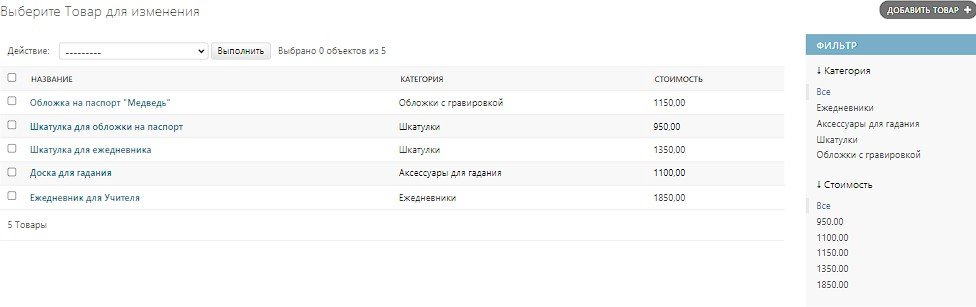 Выберите Товар для изменения
ДОБАВИТЬ ТОВАР +
Действие: --------- Выполнить Выбрано 0 объектов из 5
НАЗВАНИЕ КАТЕГОРИЯ СТОИМОСТЬ
Обложка на паспорт "Медведь" Обложки с гравировкой 1150,00
Шкатулка для обложки на паспорт Шкатулки 950,00
Шкатулка для ежедневника Шкатулки 1350,00
Доска для гадания Аксессуары для гадания 1100,00
Ежедневник для Учителя Ежедневники 1850,00
5 Товары
ФИЛЬТР
↓ Категория
Все
Ежедневники
Аксессуары для гадания
Шкатулки
Обложки с гравировкой
↓ Стоимость
Все
950.00
1100.00
1150.00
1350.00
1850.00